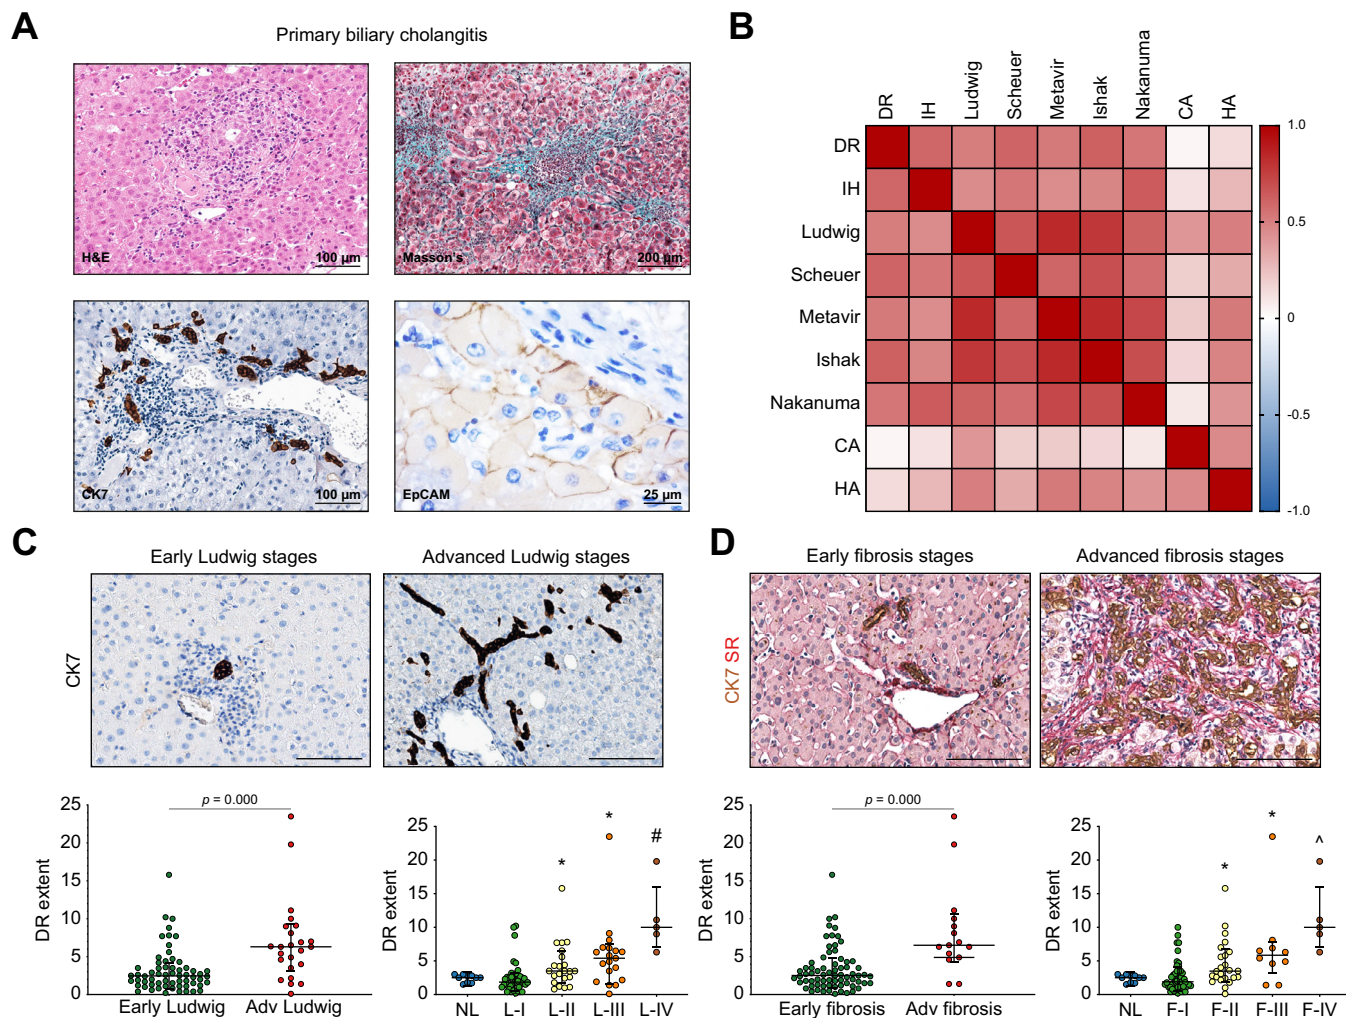 A
Primary biliary cholangitis
H&E
100 µm
Masson's
200 µm
CK7
100 µm
EpCAM
25 µm
B
DR
IH
Ludwig
Scheuer
Metavir
Ishak
Nakanuma
CA
HA
DR
IH
Ludwig
Scheuer
Metavir
Ishak
Nakanuma
CA
HA
1.0
0.5
0
-0.5
-1.0
C
Early Ludwig stages
Advanced Ludwig stages
CK7
p = 0.000
DR extent
25
20
15
10
5
0
Early Ludwig
Adv Ludwig
DR extent
25
20
15
10
5
0
*
*
#
NL
L-I
L-II
L-III
L-IV
D
Early fibrosis stages
Advanced fibrosis stages
CK7 SR
p = 0.000
DR extent
25
20
15
10
5
0
Early fibrosis
Adv fibrosis
DR extent
25
20
15
10
5
0
*
*
^
NL
F-I
F-II
F-III
F-IV